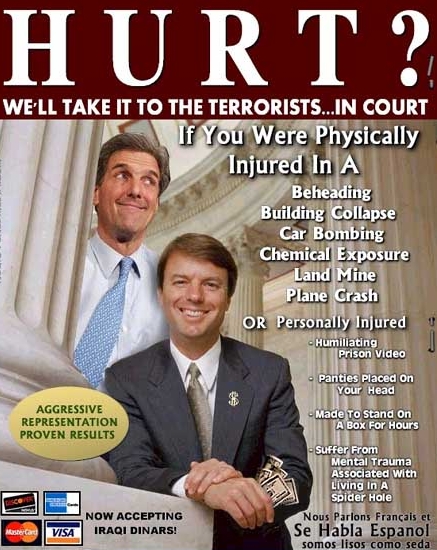 HURT?
WE'LL TAKE IT TO THE TERRORISTS...IN COURT
If You Were Physically
Injured In A
Beheading
Building Collapse
Car Bombing
Chemical Exposure
Land Mine
Plane Crash
OR Personally Injured
- Humiliating
Prison Video
- Panties Placed On
Your Head
- Made To Stand On
A Box For Hours
- Suffer From
Mental Trauma
Associated With
Living In A
Spider Hole
AGGRESSIVE
REPRESENTATION
PROVEN RESULTS
DISCOVER
MasterCard
VISA
NOW ACCEPTING
IRAQI DINARS!
Nous Parlons Français et
Se Habla Espanol
somos lisos como seda